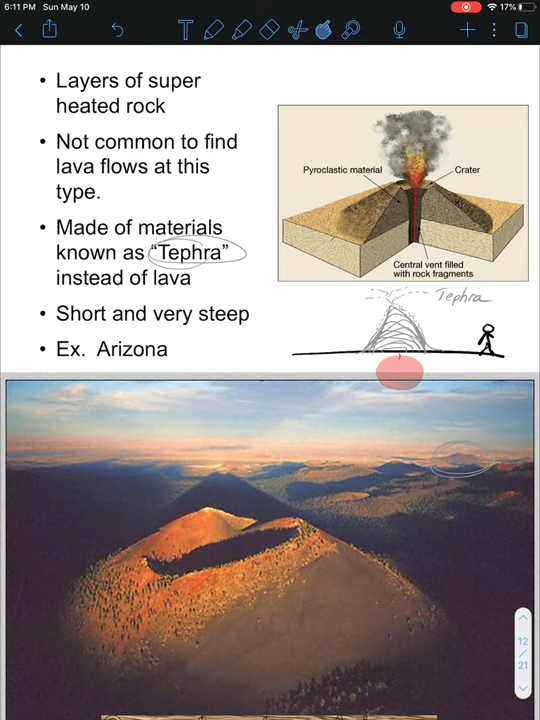 6:11 PM Sun May 10
17%
• Layers of super
heated rock
• Not common to find
lava flows at this
type.
• Made of materials
known as “Tephra”
instead of lava
• Short and very steep
• Ex. Arizona
Pyroclastic material
Crater
Central vent filled
with rock fragments
Tephra
12
/
21